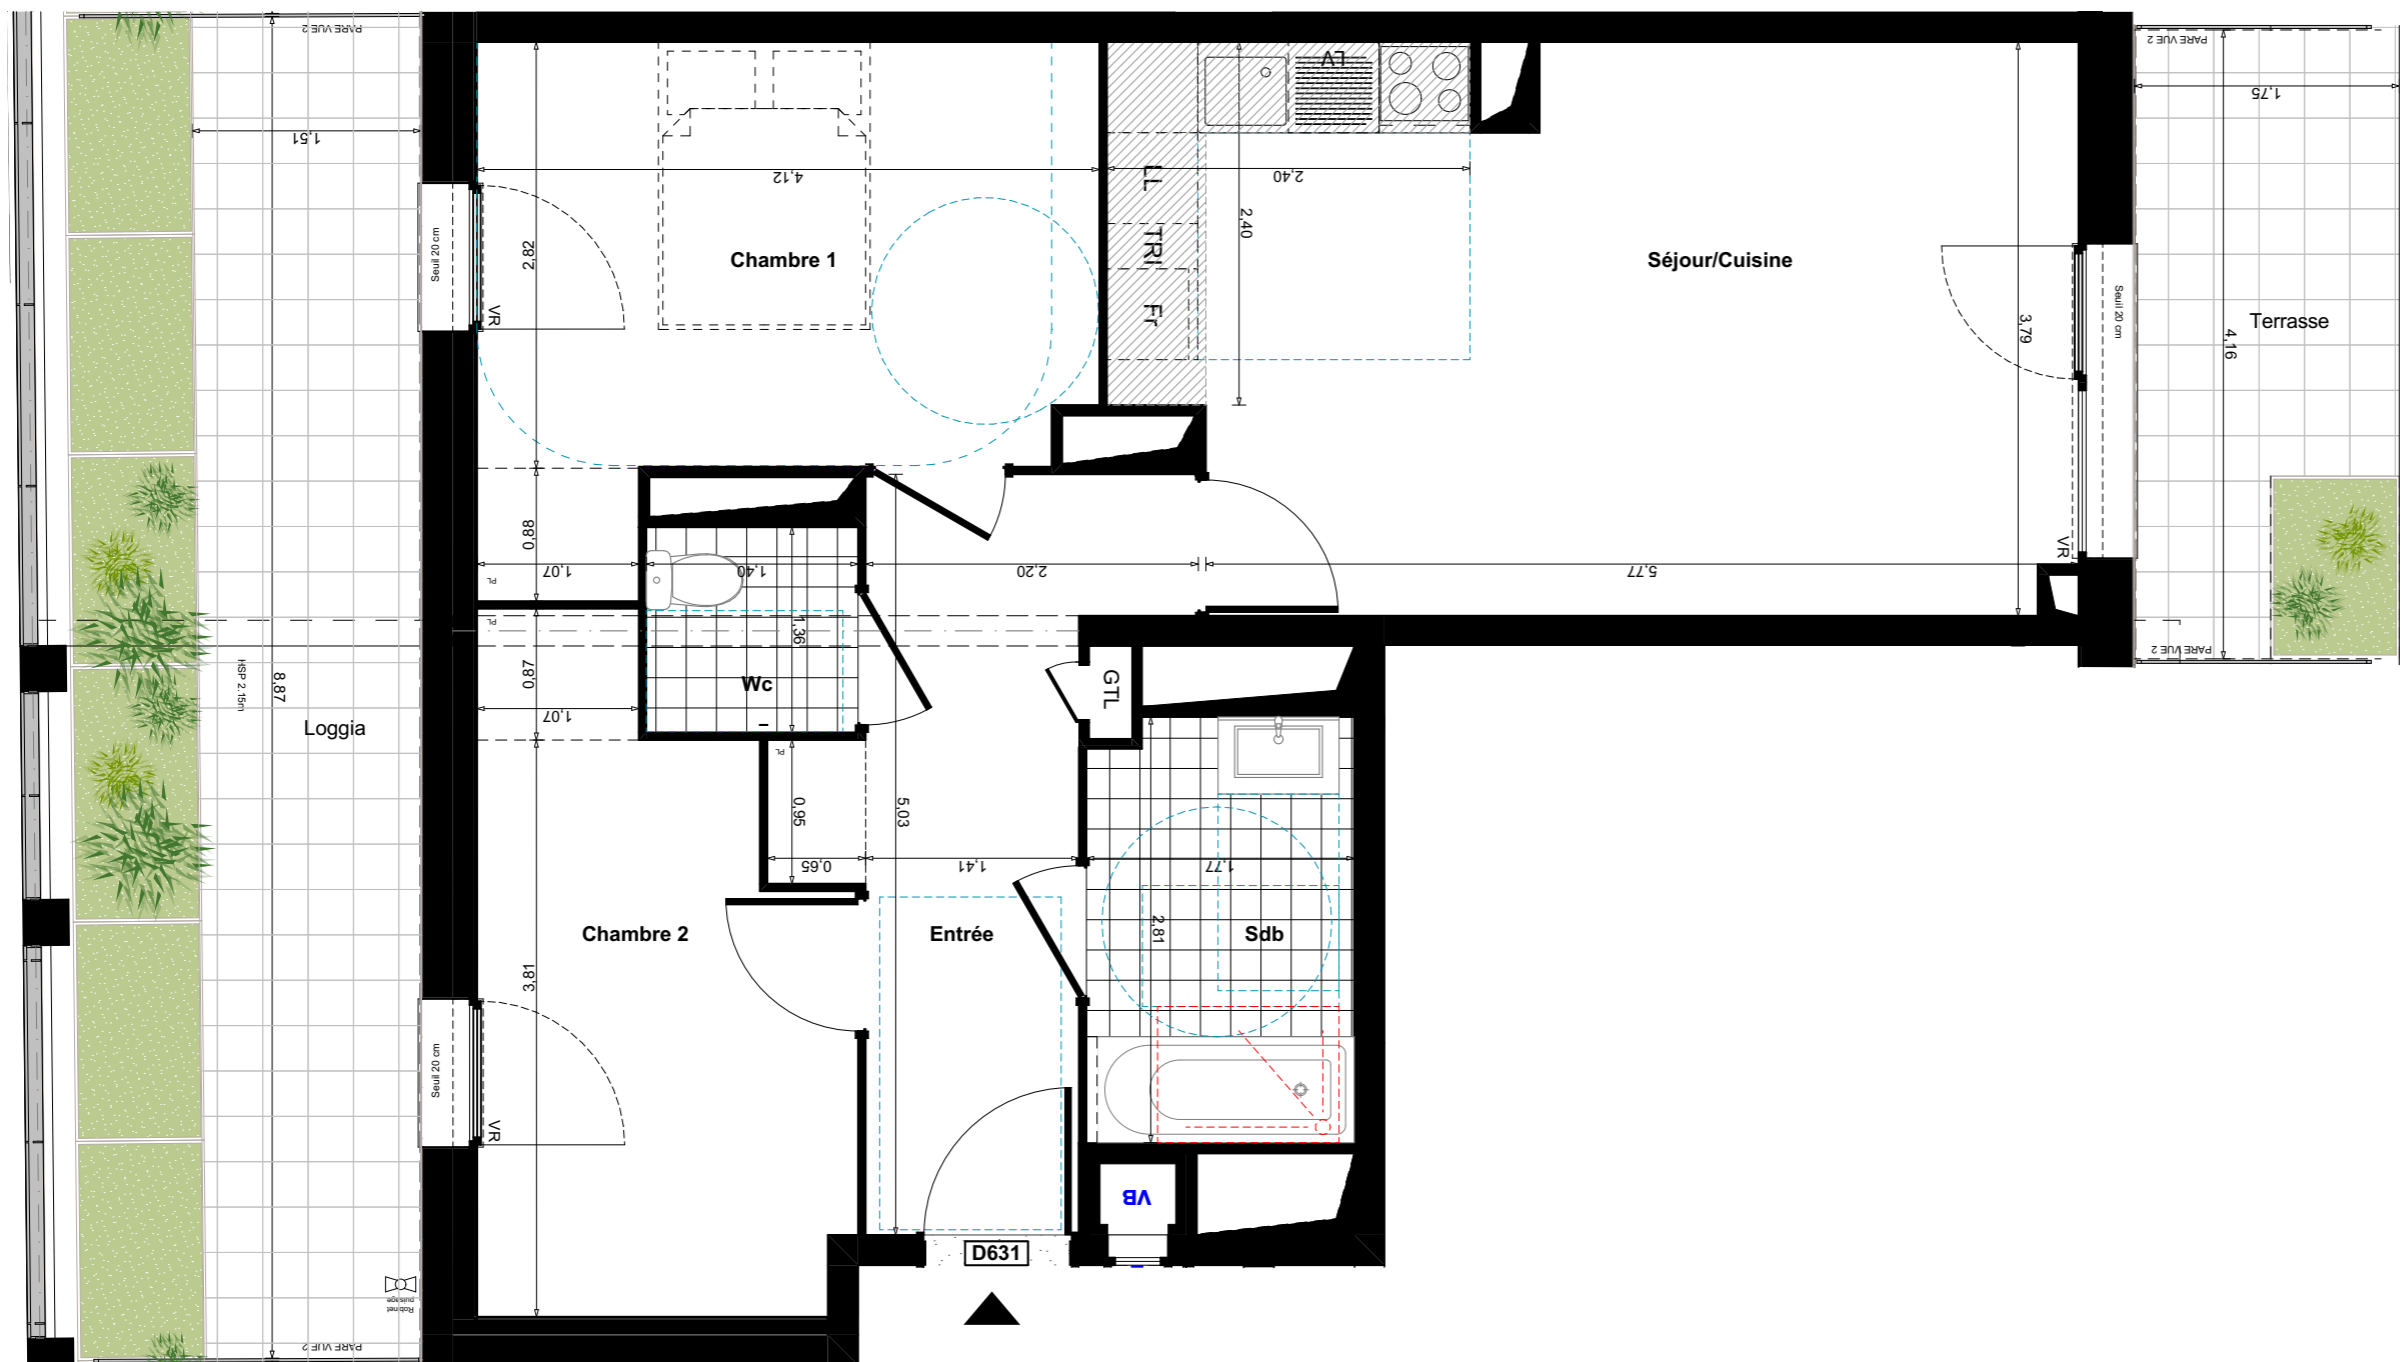 PARE VUE 2
PARE VUE 2
1,51
4,12
2,40
1,75
LV
LL
TRI
Fr
2,40
2,82
Seuil 20 cm
VR
Chambre 1
Séjour/Cuisine
3,79
Seuil 20 cm
Terrasse
4,16
0,88
1,07
PL
1,40
2,20
5,77
VR
PL
1,36
PARE VUE 2
HSP 2.15m
8,87
0,87
Wc
GTL
1,07
Loggia
PL
0,95
5,03
0,65
1,41
1,77
Chambre 2
Entrée
2,81
Sdb
3,81
Seuil 20 cm
VR
VB
D631
Robinet
puisage
PARE VUE 2